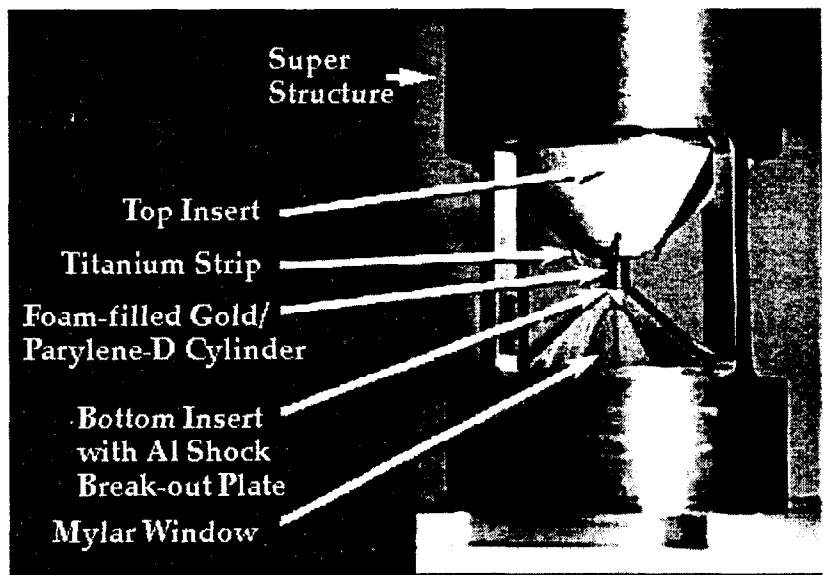 Super
Structure
Top Insert
Titanium Strip
Foam-filled Gold/
Parylene-D Cylinder
Bottom Insert
with Al Shock
Break-out Plate
Mylar Window